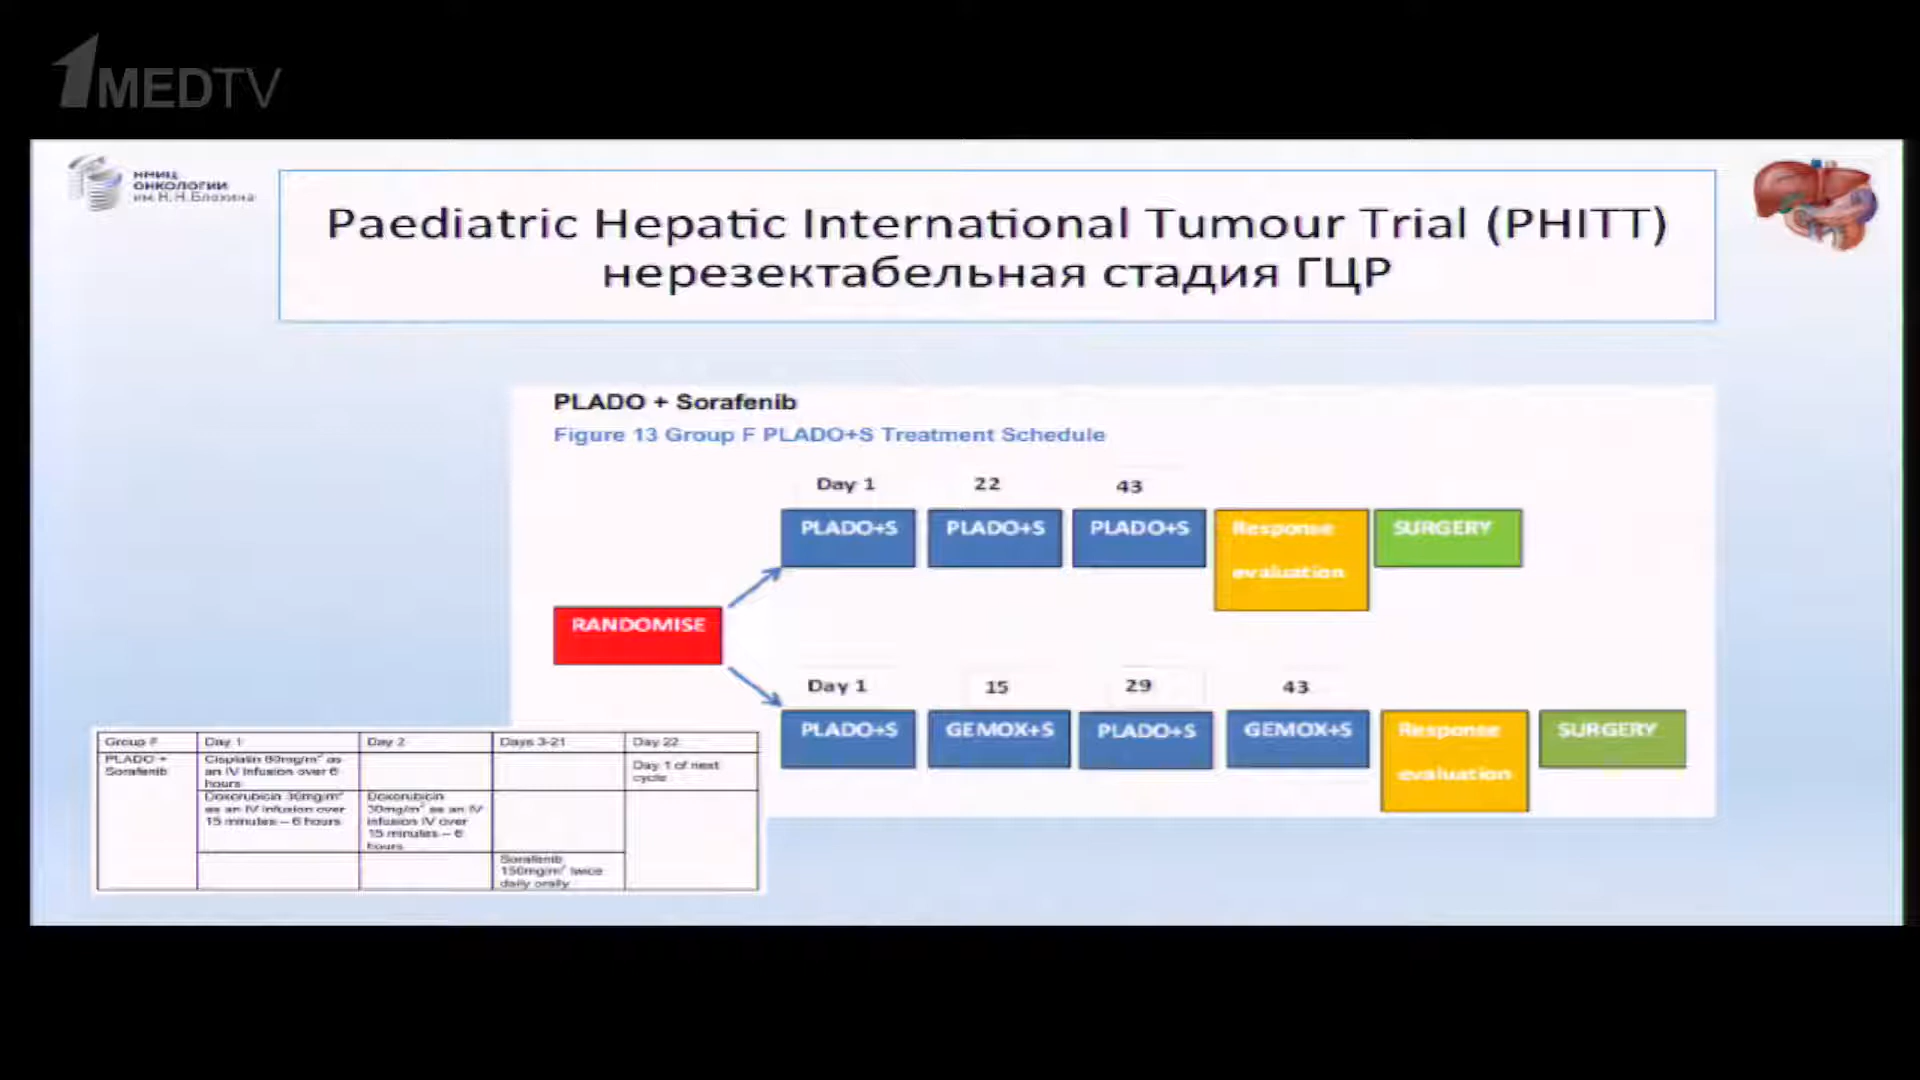 1MEDTV
НМИЦ
ОНКОЛОГИИ
им Н.Н.Блохина
Paediatric Hepatic International Tumour Trial (PHITT)
нерезектабельная стадия ГЦР
PLADO + Sorafenib
Figure 13 Group F PLADO+S Treatment Schedule
Day 1 22 43
PLADO+S PLADO+S PLADO+S Response SURGERY
evaluation
RANDOMISE
Day 1 15 29 43
PLADO+S GEMOX+S PLADO+S GEMOX+S Response SURGERY
evaluation
Group F Day 1 Day 2 Days 3-21 Day 22
PLADO +
Sorafenib
Cisplatin 80mg/m² as
an IV infusion over 6
hours
Day 1 of next
cycle
Doxorubicin 30mg/m²
as an IV infusion over
15 minutes – 6 hours
Doxorubicin
30mg/m² as an IV
infusion IV over
15 minutes – 6
hours
Sorafenib
150mg/m² twice
daily orally